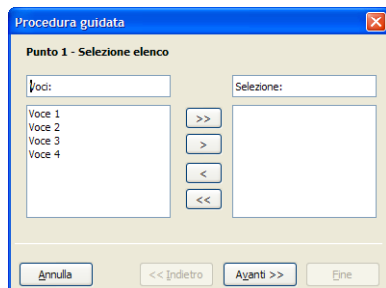 Procedura guidata
Punto 1 - Selezione elenco
Voci:
Selezione:
Voce 1
Voce 2
Voce 3
Voce 4
>>
>
<
<<
Annulla
<< Indietro
Avanti >>
Fine